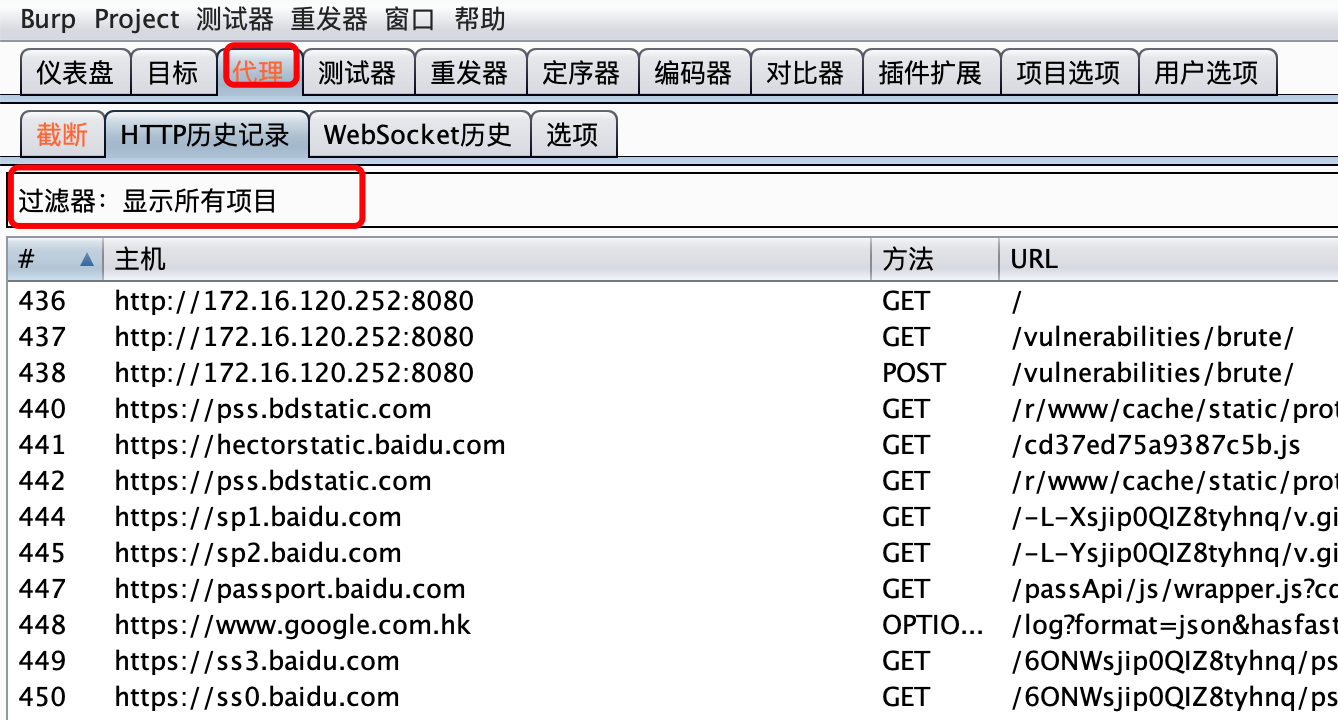 Burp Project 测试器 重发器 窗口 帮助
仪表盘 目标 代理 测试器 重发器 定序器 编码器 对比器 插件扩展 项目选项 用户选项
截断 HTTP历史记录 WebSocket历史 选项
过滤器：显示所有项目
# 主机 方法 URL
436 http://172.16.120.252:8080 GET /
437 http://172.16.120.252:8080 GET /vulnerabilities/brute/
438 http://172.16.120.252:8080 POST /vulnerabilities/brute/
440 https://pss.bdstatic.com GET /r/www/cache/static/prot
441 https://hectorstatic.baidu.com GET /cd37ed75a9387c5b.js
442 https://pss.bdstatic.com GET /r/www/cache/static/prot
444 https://sp1.baidu.com GET /-L-Xsjip0QIZ8tyhnq/v.gi
445 https://sp2.baidu.com GET /-L-Ysjip0QIZ8tyhnq/v.gi
447 https://passport.baidu.com GET /passApi/js/wrapper.js?cd
448 https://www.google.com.hk OPTIO... /log?format=json&hasfast
449 https://ss3.baidu.com GET /6ONWsjip0QIZ8tyhnq/ps
450 https://ss0.baidu.com GET /6ONWsjip0QIZ8tyhnq/ps